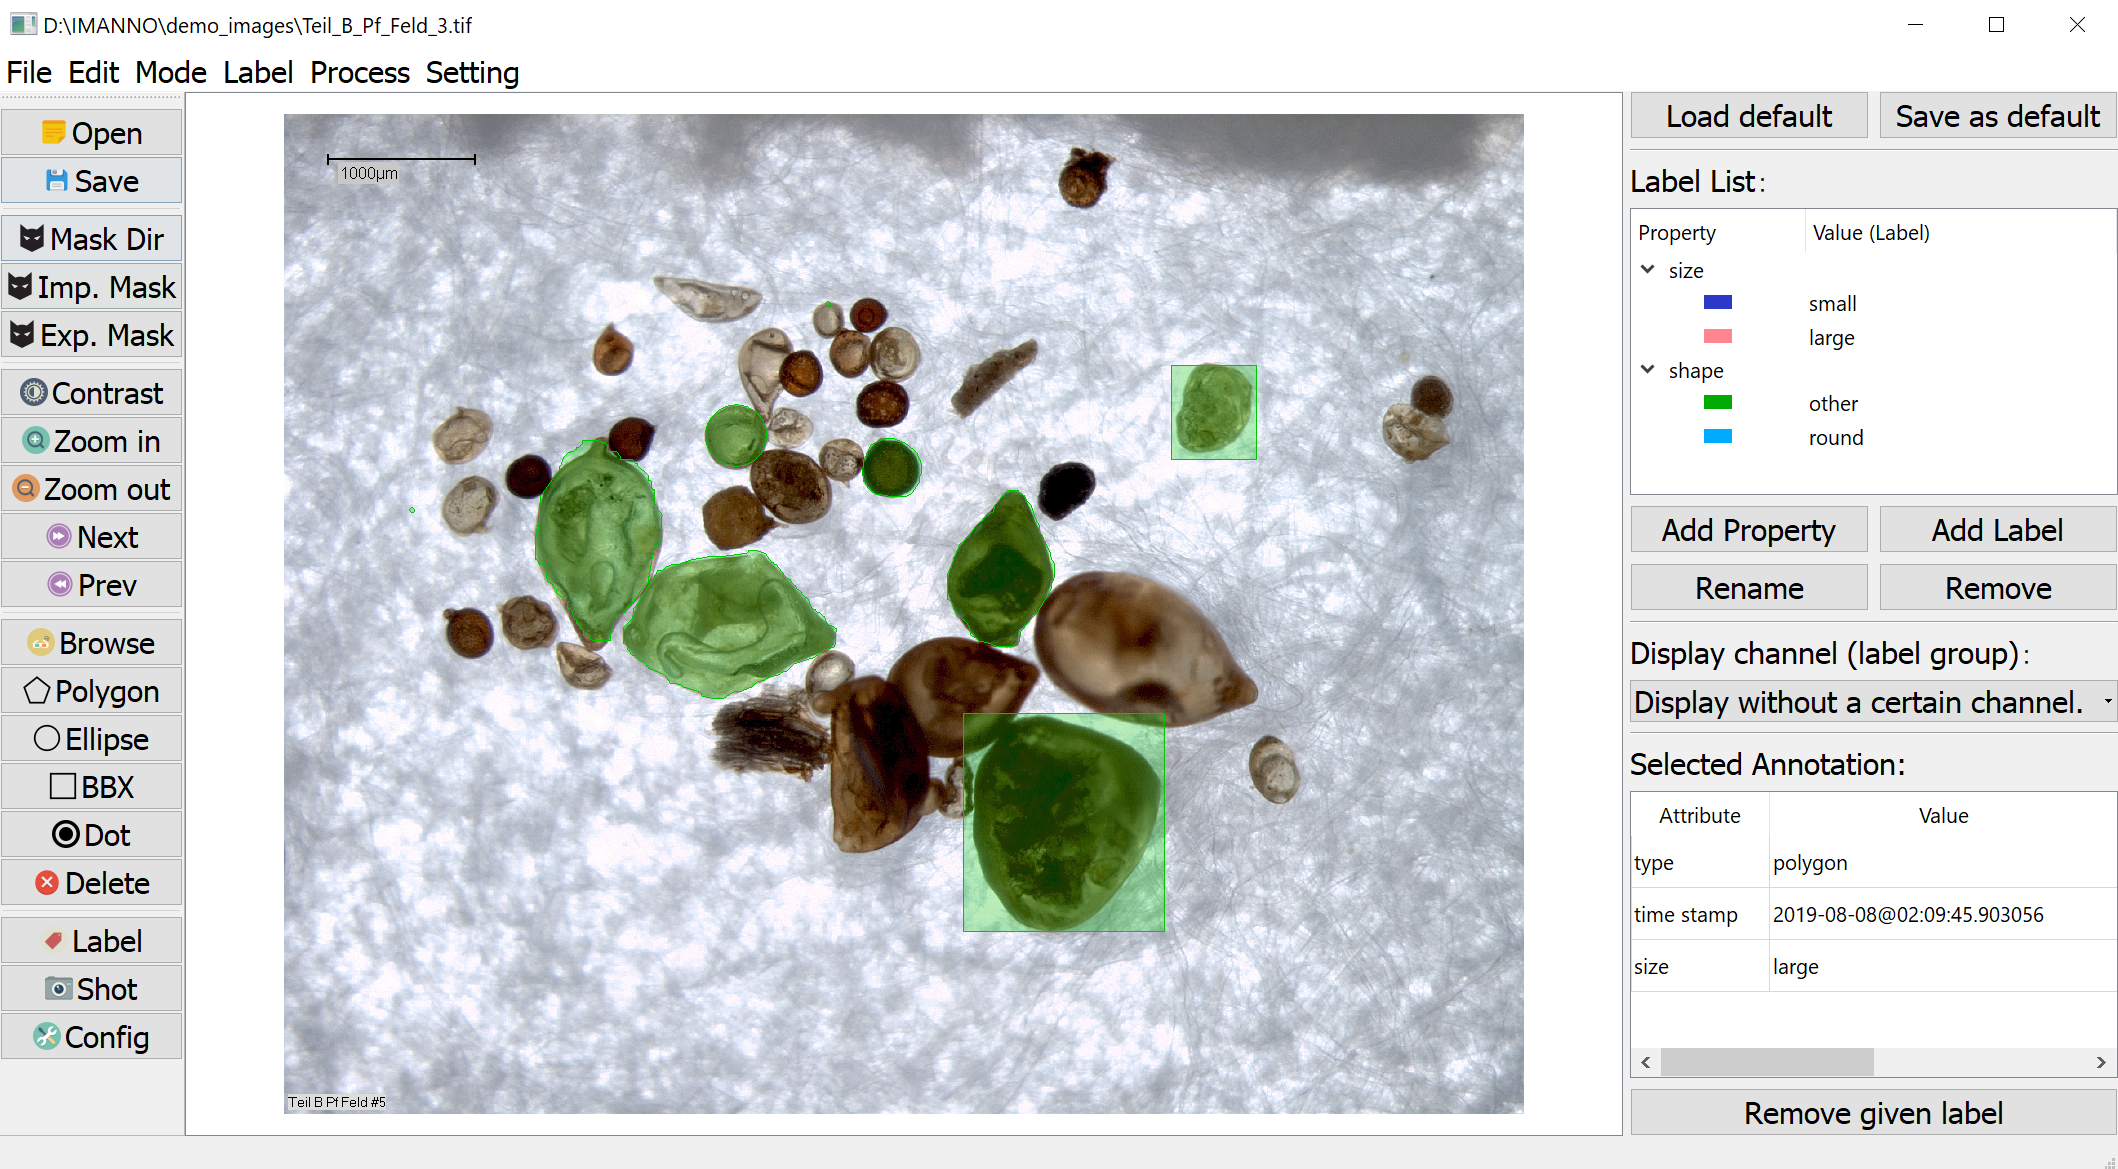 D:\IMANNO\demo_images\Teil_B_Pf_Feld_3.tif
File Edit Mode Label Process Setting
Open
Save
Mask Dir
Imp. Mask
Exp. Mask
Contrast
Zoom in
Zoom out
Next
Prev
Browse
Polygon
Ellipse
BBX
Dot
Delete
Label
Shot
Config
1000µm
Teil B Pf Feld #5
Load default Save as default
Label List:
Property Value (Label)
size
small
large
shape
other
round
Add Property Add Label
Rename Remove
Display channel (label group):
Display without a certain channel.
Selected Annotation:
Attribute Value
type polygon
time stamp 2019-08-08@02:09:45.903056
size large
Remove given label